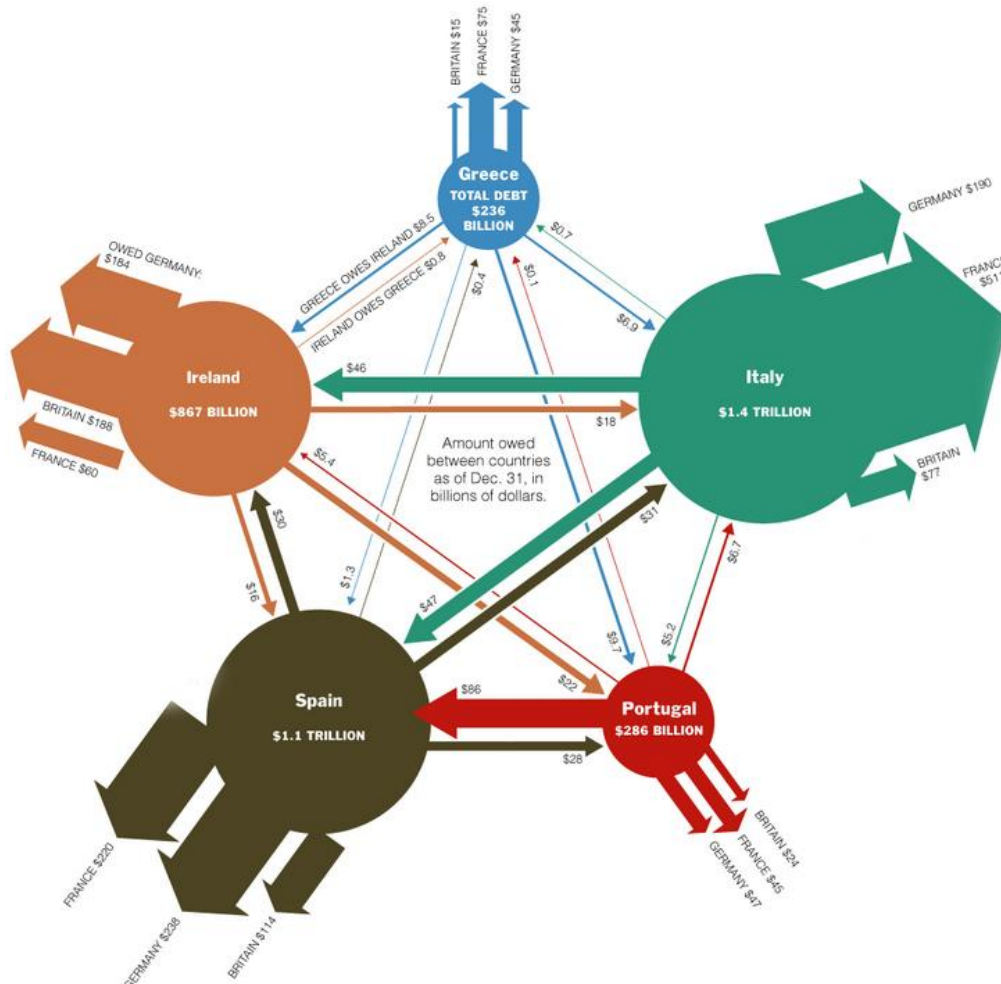 BRITAIN $15
FRANCE $75
GERMANY $45
Greece
TOTAL DEBT
$236
BILLION
GREECE OWES IRELAND $8.5
IRELAND OWES GREECE $0.8
$0.4
$0.1
$0.7
$6.9
GERMANY $190
OWED GERMANY:
$184
Ireland
$867 BILLION
BRITAIN $188
FRANCE $60
$46
$18
Italy
$1.4 TRILLION
BRITAIN
$77
Amount owed
between countries
as of Dec. 31, in
billions of dollars.
$5.4
$30
$31
$16
$1.3
$47
$6.7
$5.2
$9.7
$22
Spain
$1.1 TRILLION
$86
$28
Portugal
$286 BILLION
FRANCE $220
GERMANY $238
BRITAIN $114
BRITAIN $24
FRANCE $45
GERMANY $47